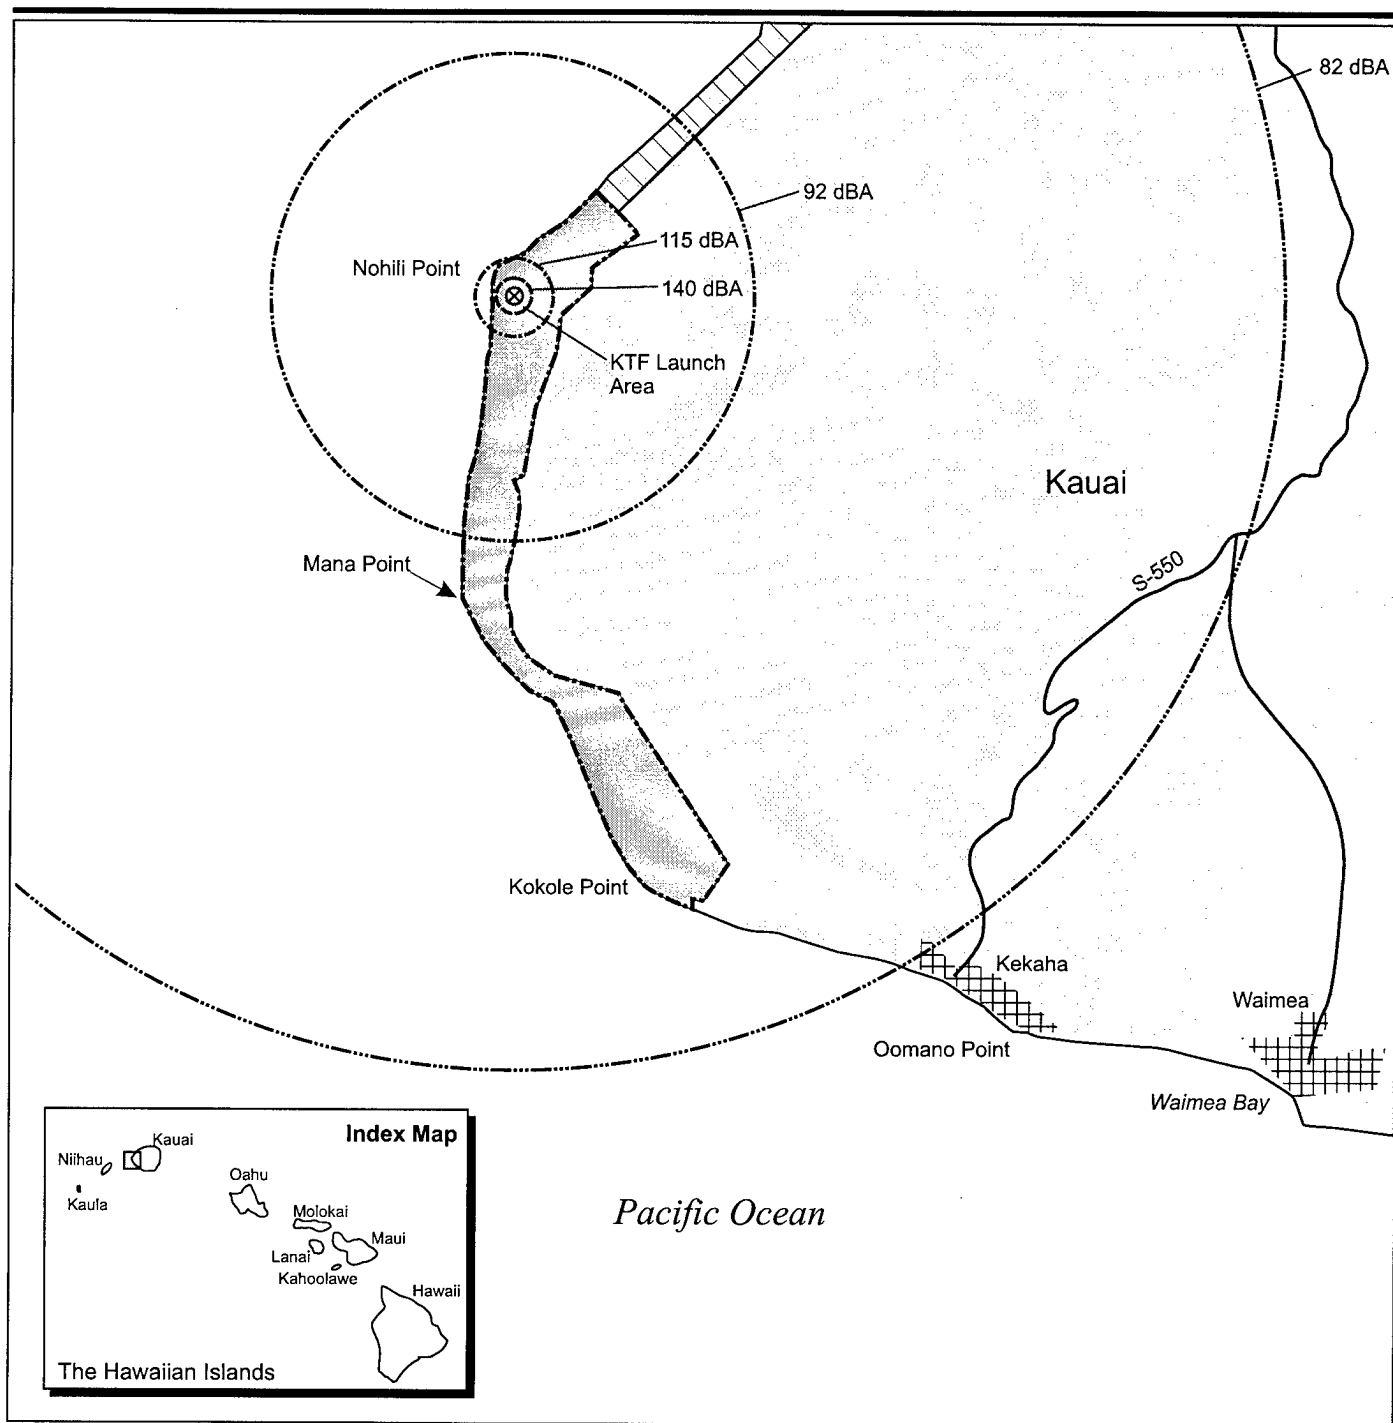 82 dBA
92 dBA
115 dBA
Nohili Point
140 dBA
KTF Launch
Area
Kauai
S-550
Mana Point
Kokole Point
Kekaha
Waimea
Oomano Point
Waimea Bay
Index Map
Kauai
Niihau
Oahu
Kaula
Molokai
Maui
Lanai
Kahoolawe
Hawaii
The Hawaiian Islands
Pacific Ocean